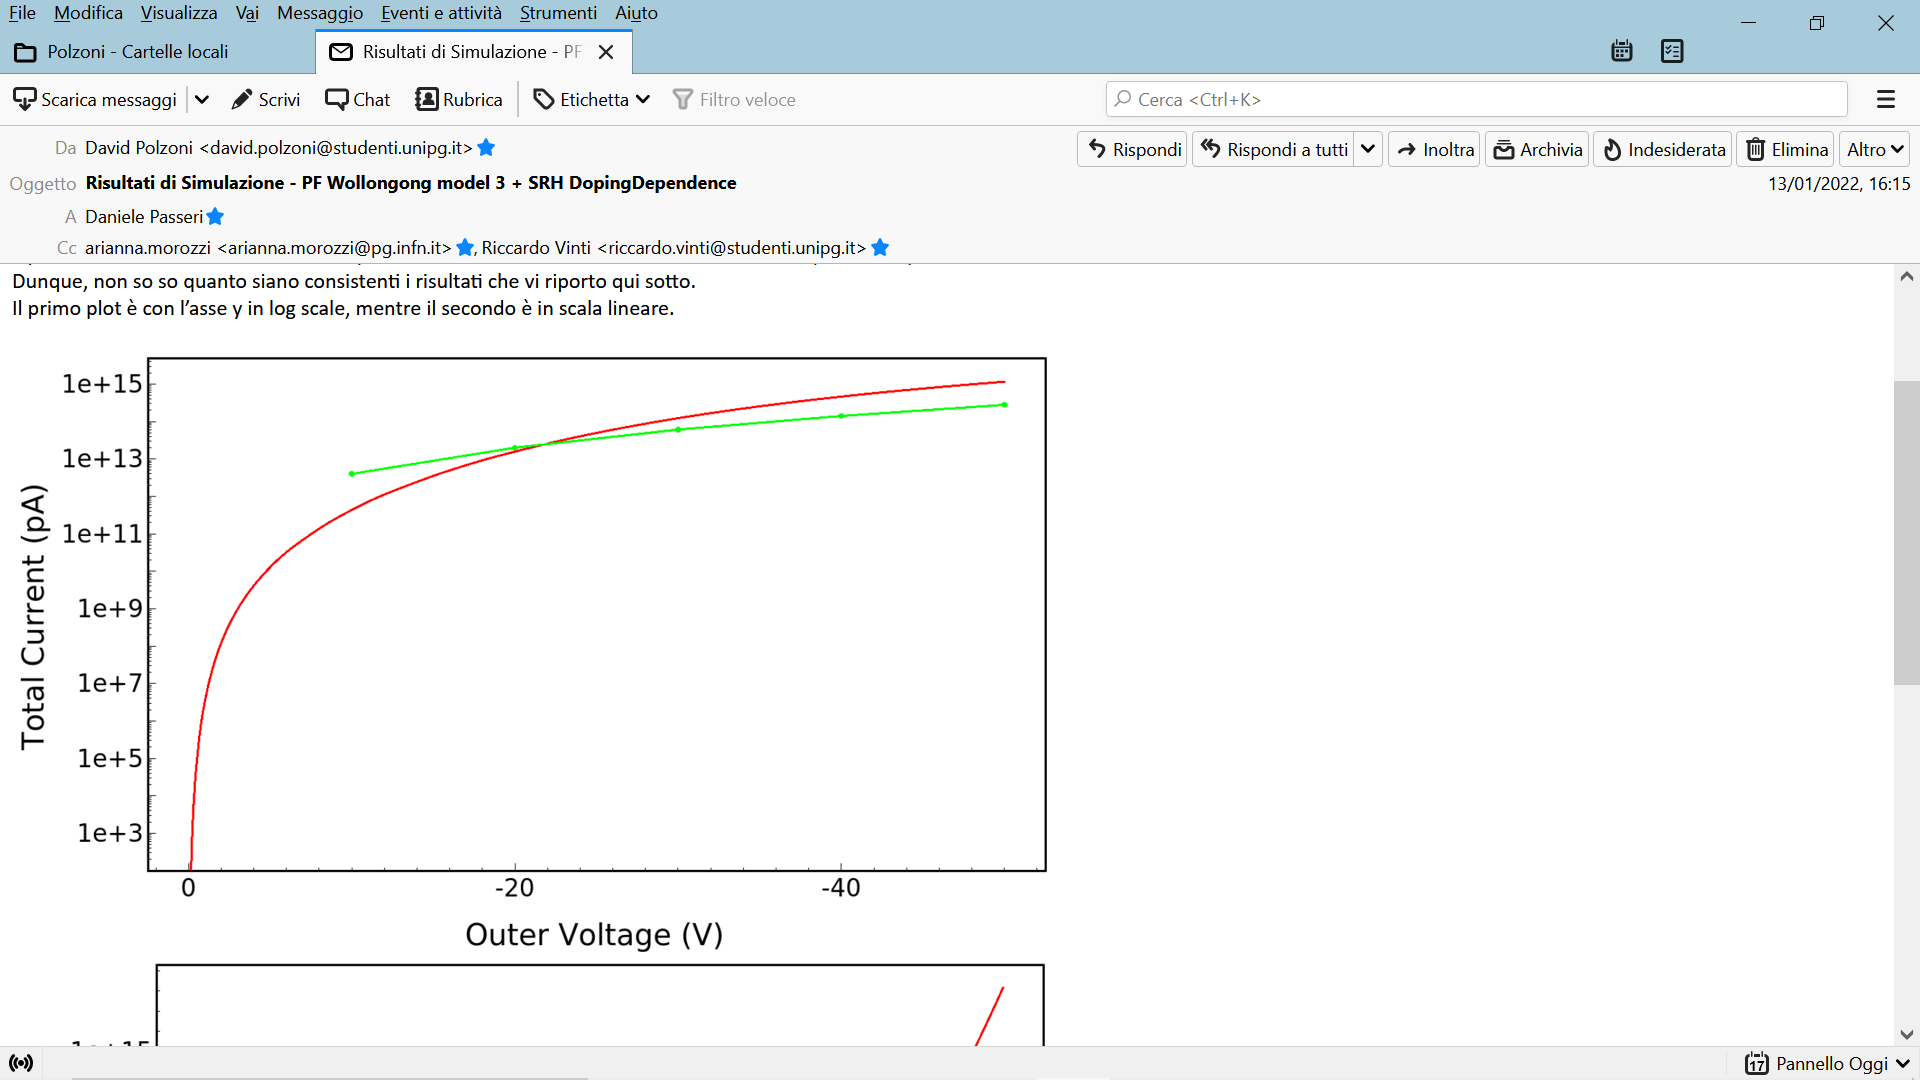 File Modifica Visualizza Vai Messaggio Eventi e attività Strumenti Aiuto
Polzoni - Cartelle locali
Risultati di Simulazione - PF
Scarica messaggi Scrivi Chat Rubrica Etichetta Filtro veloce Cerca <Ctrl+K>
Da David Polzoni <david.polzoni@studenti.unipg.it>
Rispondi Rispondi a tutti Inoltra Archivia Indesiderata Elimina Altro
Oggetto Risultati di Simulazione - PF Wollongong model 3 + SRH DopingDependence 13/01/2022, 16:15
A Daniele Passeri
Cc arianna.morozzi <arianna.morozzi@pg.infn.it>, Riccardo Vinti <riccardo.vinti@studenti.unipg.it>
Dunque, non so so quanto siano consistenti i risultati che vi riporto qui sotto.
Il primo plot è con l'asse y in log scale, mentre il secondo è in scala lineare.
Total Current (pA)
1e+15
1e+13
1e+11
1e+9
1e+7
1e+5
1e+3
0 -20 -40
Outer Voltage (V)
1e+15
17 Pannello Oggi